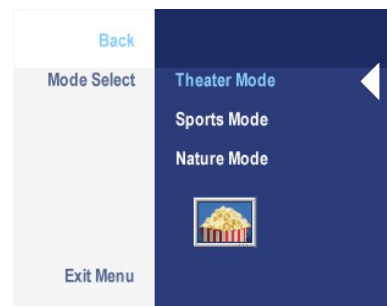 Back
Mode Select
Theater Mode
Sports Mode
Nature Mode
Exit Menu